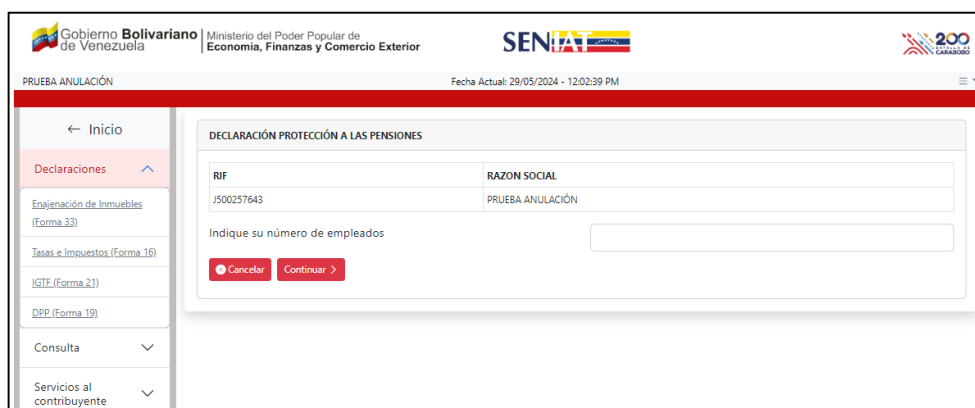 Gobierno Bolivariano
de Venezuela
Ministerio del Poder Popular de
Economía, Finanzas y Comercio Exterior
SENIAT
200
BATALLA DE
CARABOBO
PRUEBA ANULACIÓN
Fecha Actual: 29/05/2024 - 12:02:39 PM
← Inicio
Declaraciones
Enajenación de Inmuebles
(Forma 33)
Tasas e Impuestos (Forma 16)
IGTF (Forma 21)
DPP (Forma 19)
Consulta
Servicios al
contribuyente
DECLARACIÓN PROTECCIÓN A LAS PENSIONES
RIF RAZON SOCIAL
J500257643 PRUEBA ANULACIÓN
Indique su número de empleados
Cancelar Continuar >